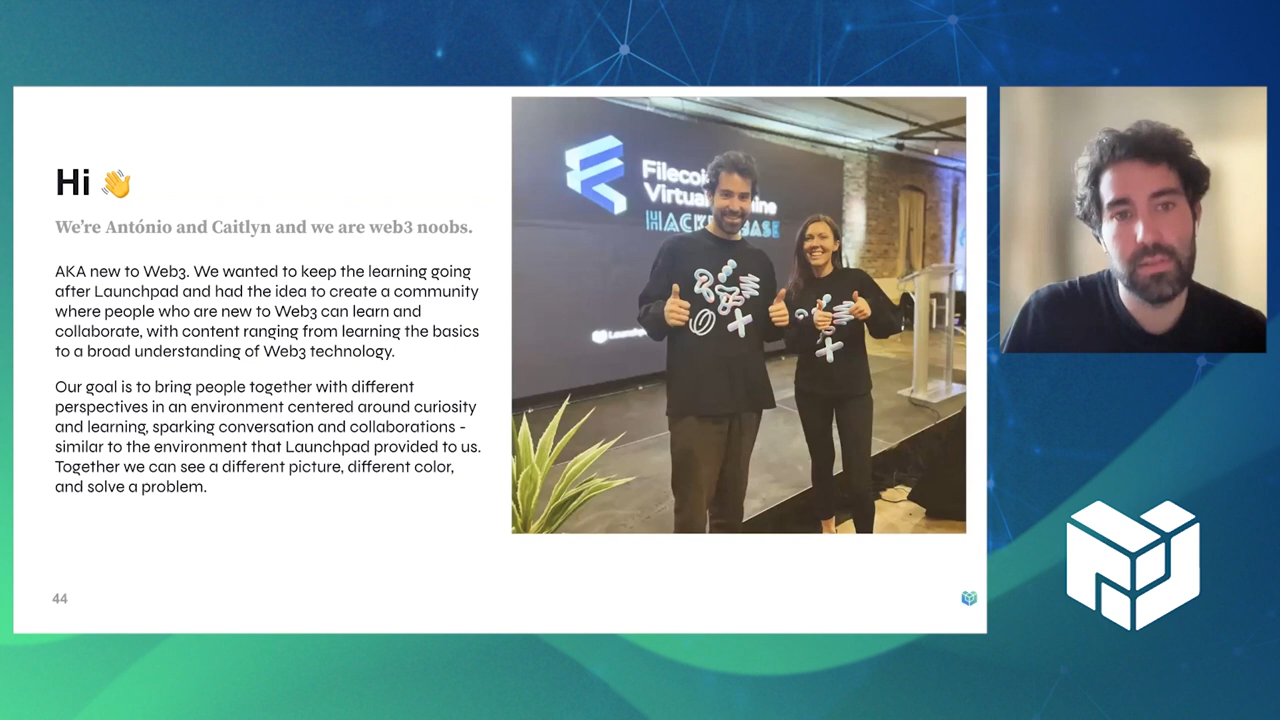 Hi 👋
We're António and Caitlyn and we are web3 noobs.
AKA new to Web3. We wanted to keep the learning going
after Launchpad and had the idea to create a community
where people who are new to Web3 can learn and
collaborate, with content ranging from learning the basics
to a broad understanding of Web3 technology.
Our goal is to bring people together with different
perspectives in an environment centered around curiosity
and learning, sparking conversation and collaborations -
similar to the environment that Launchpad provided to us.
Together we can see a different picture, different color,
and solve a problem.
44